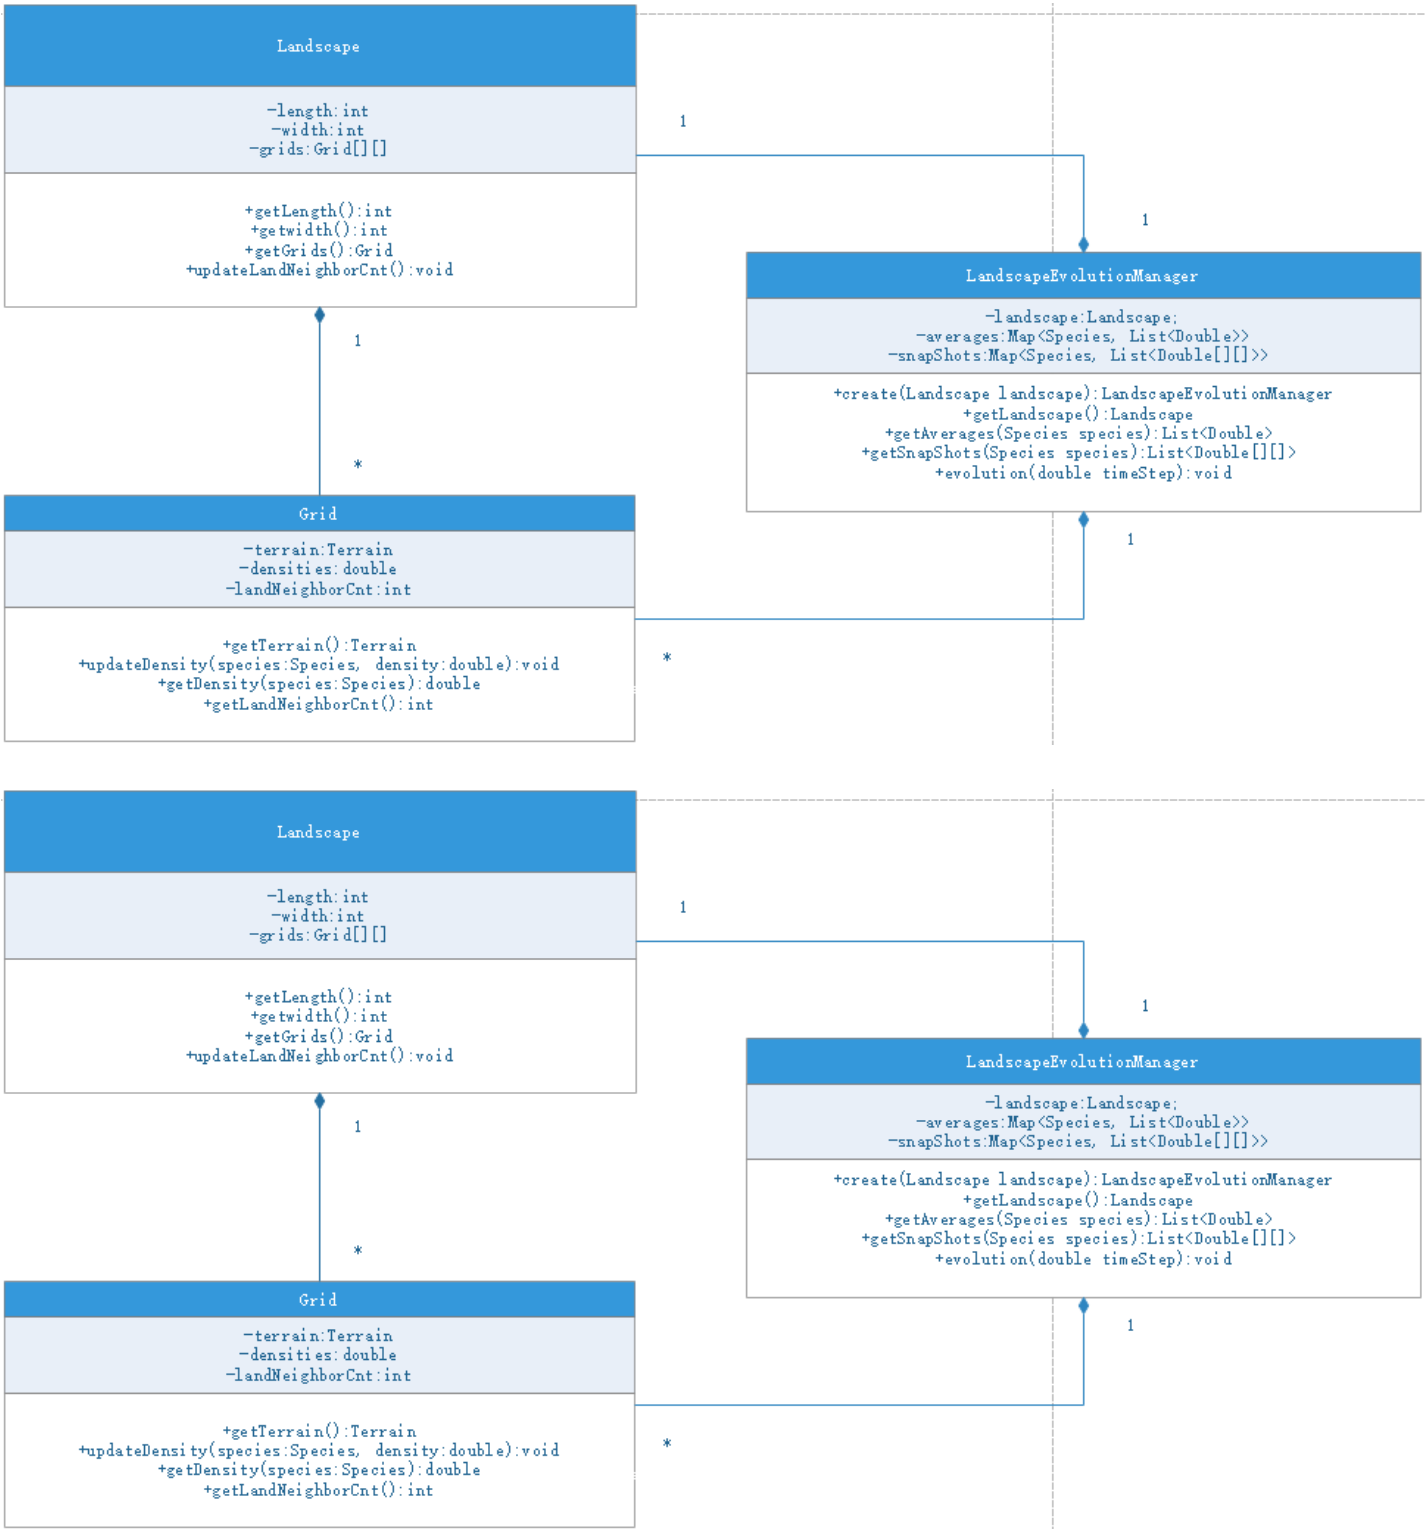 Landscape
-length:int
-width:int
-grids:Grid[][]
+getLength():int
+getwidth():int
+getGrids():Grid
+updateLandNeighborCnt():void
1
1
LandscapeEvolutionManager
-landscape:Landscape;
-averages:Map<Species, List<Double>>
-snapShots:Map<Species, List<Double[][]>>
+create(Landscape landscape):LandscapeEvolutionManager
+getLandscape():Landscape
+getAverages(Species species):List<Double>
+getSnapShots(Species species):List<Double[][]>
+evolution(double timeStep):void
1
*
1
Grid
-terrain:Terrain
-densities:double
-landNeighborCnt:int
+getTerrain():Terrain
+updateDensity(species:Species, density:double):void
+getDensity(species:Species):double
+getLandNeighborCnt():int
*
Landscape
-length:int
-width:int
-grids:Grid[][]
+getLength():int
+getwidth():int
+getGrids():Grid
+updateLandNeighborCnt():void
1
1
LandscapeEvolutionManager
-landscape:Landscape;
-averages:Map<Species, List<Double>>
-snapShots:Map<Species, List<Double[][]>>
+create(Landscape landscape):LandscapeEvolutionManager
+getLandscape():Landscape
+getAverages(Species species):List<Double>
+getSnapShots(Species species):List<Double[][]>
+evolution(double timeStep):void
1
*
1
Grid
-terrain:Terrain
-densities:double
-landNeighborCnt:int
+getTerrain():Terrain
+updateDensity(species:Species, density:double):void
+getDensity(species:Species):double
+getLandNeighborCnt():int
*